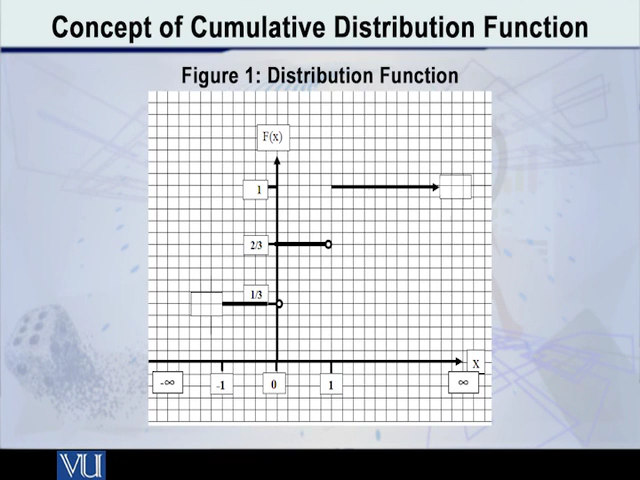 Concept of Cumulative Distribution Function
Figure 1: Distribution Function
F(x)
1
2/3
1/3
X
-∞
-1
0
1
∞
VU